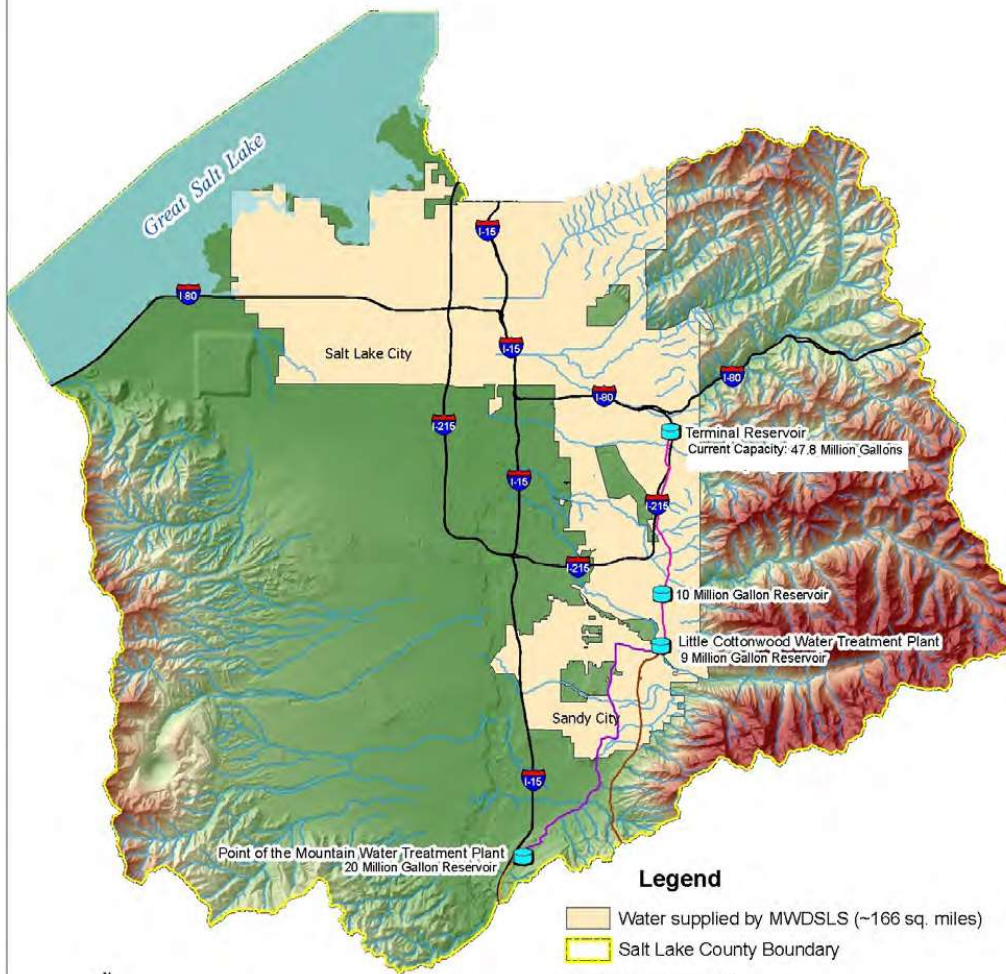 Great Salt Lake
I-15
I-80
I-15
Salt Lake City
I-80
I-80
I-215
Terminal Reservoir
Current Capacity: 47.8 Million Gallons
I-15
I-215
I-215
10 Million Gallon Reservoir
Little Cottonwood Water Treatment Plant
9 Million Gallon Reservoir
Sandy City
I-15
Point of the Mountain Water Treatment Plant
20 Million Gallon Reservoir
Legend
Water supplied by MWDSLS (~166 sq. miles)
Salt Lake County Boundary